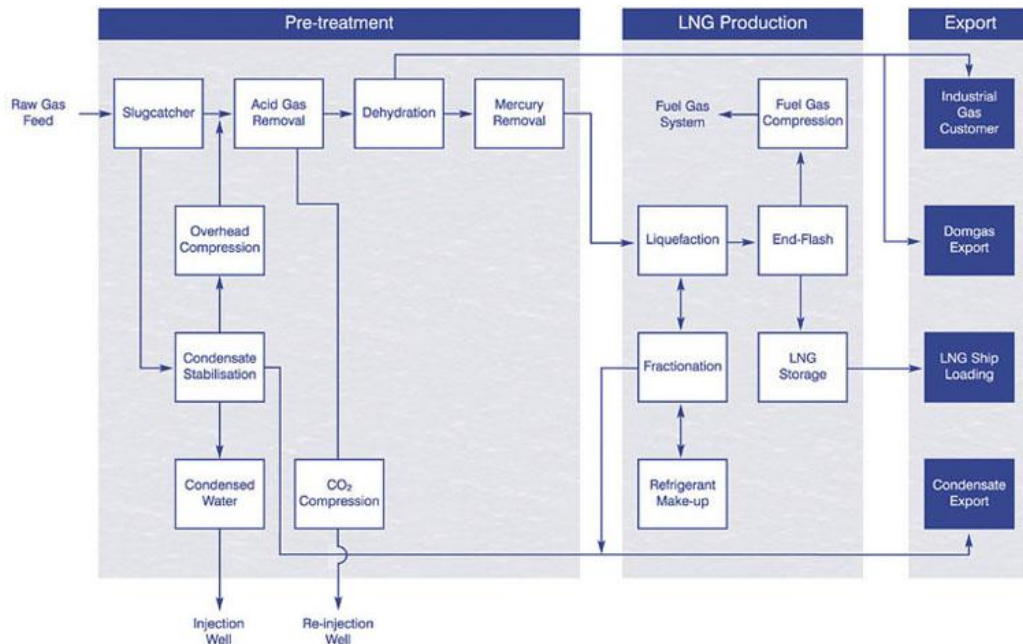 Pre-treatment
LNG Production
Export
Raw Gas
Feed
Slugcatcher
Acid Gas
Removal
Dehydration
Mercury
Removal
Fuel Gas
System
Fuel Gas
Compression
Industrial
Gas
Customer
Overhead
Compression
Liquefaction
End-Flash
Domgas
Export
Condensate
Stabilisation
Fractionation
LNG
Storage
LNG Ship
Loading
Condensed
Water
CO₂
Compression
Refrigerant
Make-up
Condensate
Export
Injection
Well
Re-injection
Well